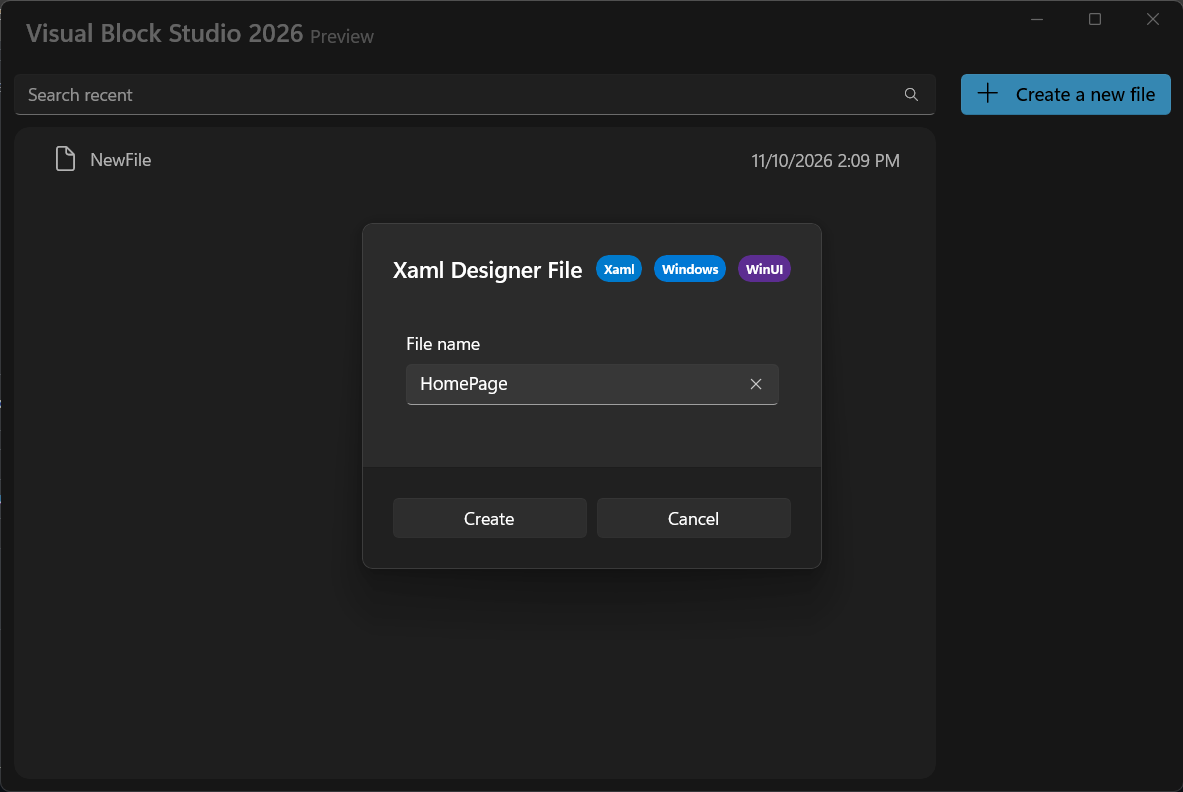 Visual Block Studio 2026 Preview
Search recent
Create a new file
NewFile
11/10/2026 2:09 PM
Xaml Designer File
Xaml
Windows
WinUI
File name
HomePage
Create
Cancel